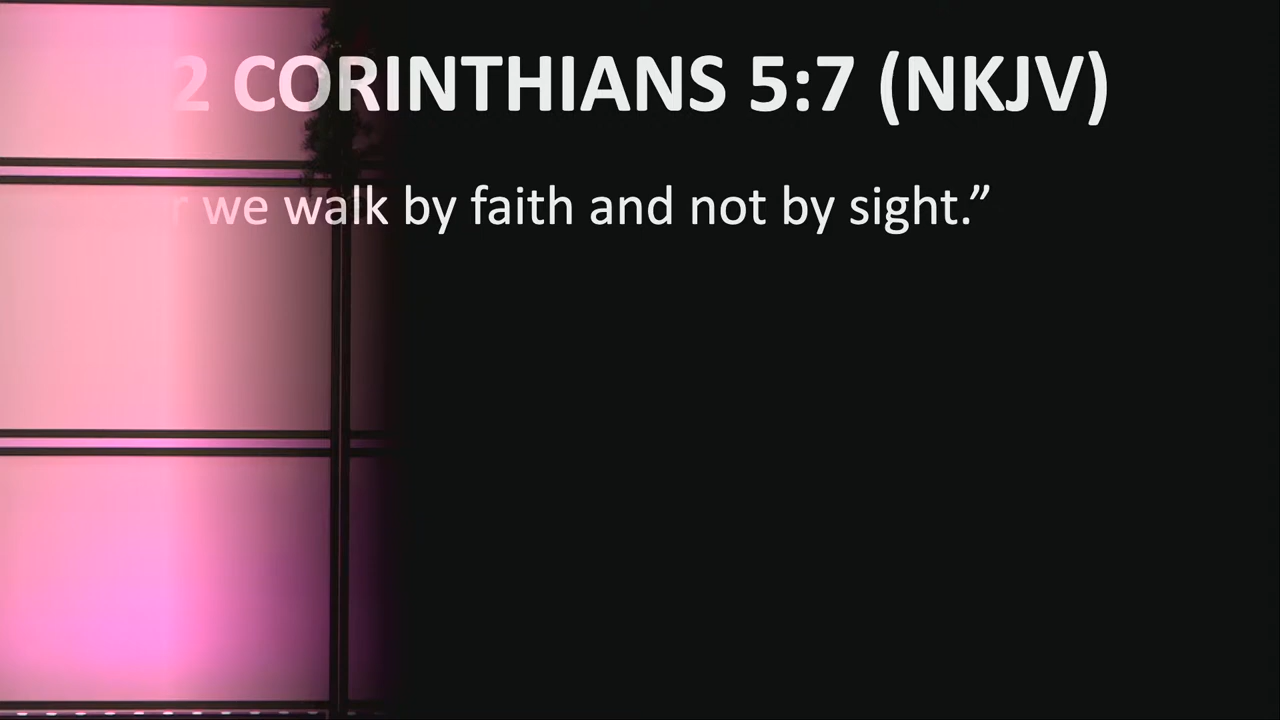 2 CORINTHIANS 5:7 (NKJV)
we walk by faith and not by sight.”